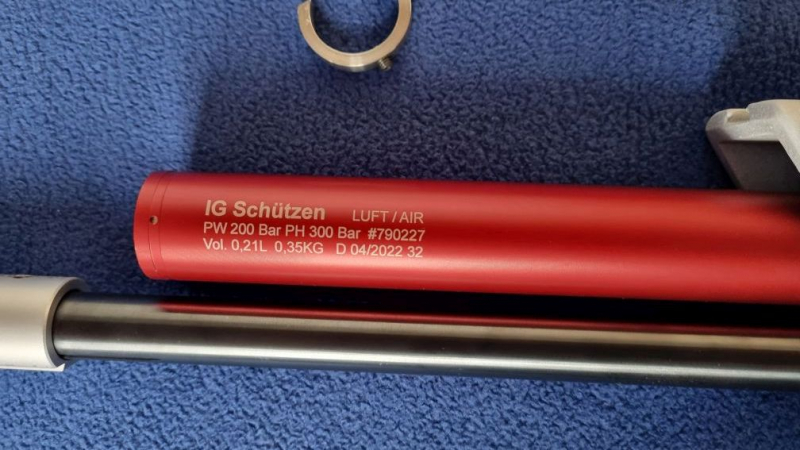 IG Schützen LUFT / AIR
PW 200 Bar PH 300 Bar #790227
Vol. 0,21L 0,35KG D 04/2022 32